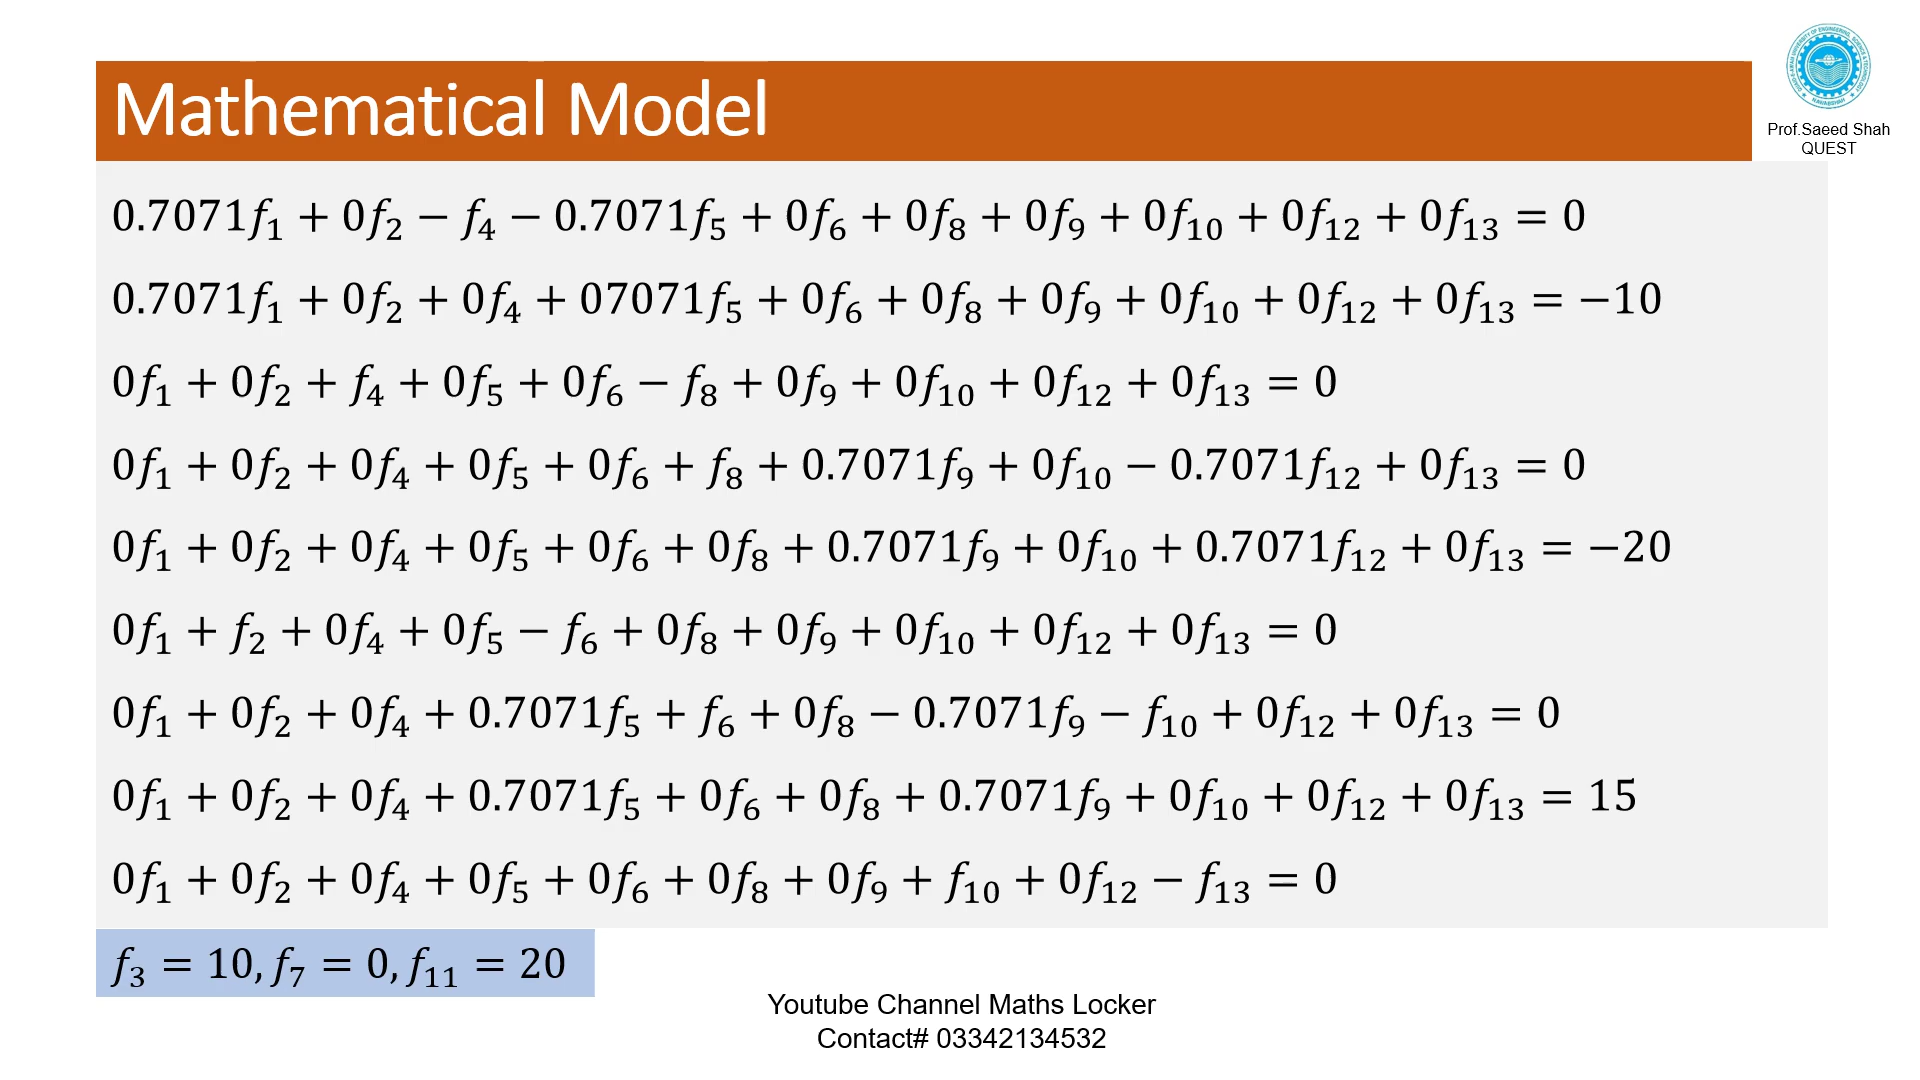 Mathematical Model
Prof.Saeed Shah
QUEST
0.7071f₁ + 0f₂ − f₄ − 0.7071f₅ + 0f₆ + 0f₈ + 0f₉ + 0f₁₀ + 0f₁₂ + 0f₁₃ = 0
0.7071f₁ + 0f₂ + 0f₄ + 07071f₅ + 0f₆ + 0f₈ + 0f₉ + 0f₁₀ + 0f₁₂ + 0f₁₃ = −10
0f₁ + 0f₂ + f₄ + 0f₅ + 0f₆ − f₈ + 0f₉ + 0f₁₀ + 0f₁₂ + 0f₁₃ = 0
0f₁ + 0f₂ + 0f₄ + 0f₅ + 0f₆ + f₈ + 0.7071f₉ + 0f₁₀ − 0.7071f₁₂ + 0f₁₃ = 0
0f₁ + 0f₂ + 0f₄ + 0f₅ + 0f₆ + 0f₈ + 0.7071f₉ + 0f₁₀ + 0.7071f₁₂ + 0f₁₃ = −20
0f₁ + f₂ + 0f₄ + 0f₅ − f₆ + 0f₈ + 0f₉ + 0f₁₀ + 0f₁₂ + 0f₁₃ = 0
0f₁ + 0f₂ + 0f₄ + 0.7071f₅ + f₆ + 0f₈ − 0.7071f₉ − f₁₀ + 0f₁₂ + 0f₁₃ = 0
0f₁ + 0f₂ + 0f₄ + 0.7071f₅ + 0f₆ + 0f₈ + 0.7071f₉ + 0f₁₀ + 0f₁₂ + 0f₁₃ = 15
0f₁ + 0f₂ + 0f₄ + 0f₅ + 0f₆ + 0f₈ + 0f₉ + f₁₀ + 0f₁₂ − f₁₃ = 0
f₃ = 10, f₇ = 0, f₁₁ = 20
Youtube Channel Maths Locker
Contact# 03342134532